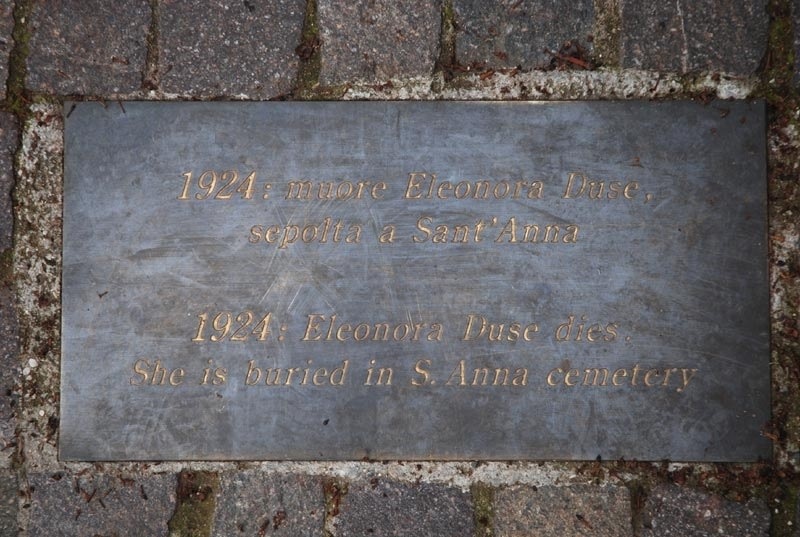 1924: muore Eleonora Duse,
sepolta a Sant'Anna
1924: Eleonora Duse dies.
She is buried in S. Anna cemetery